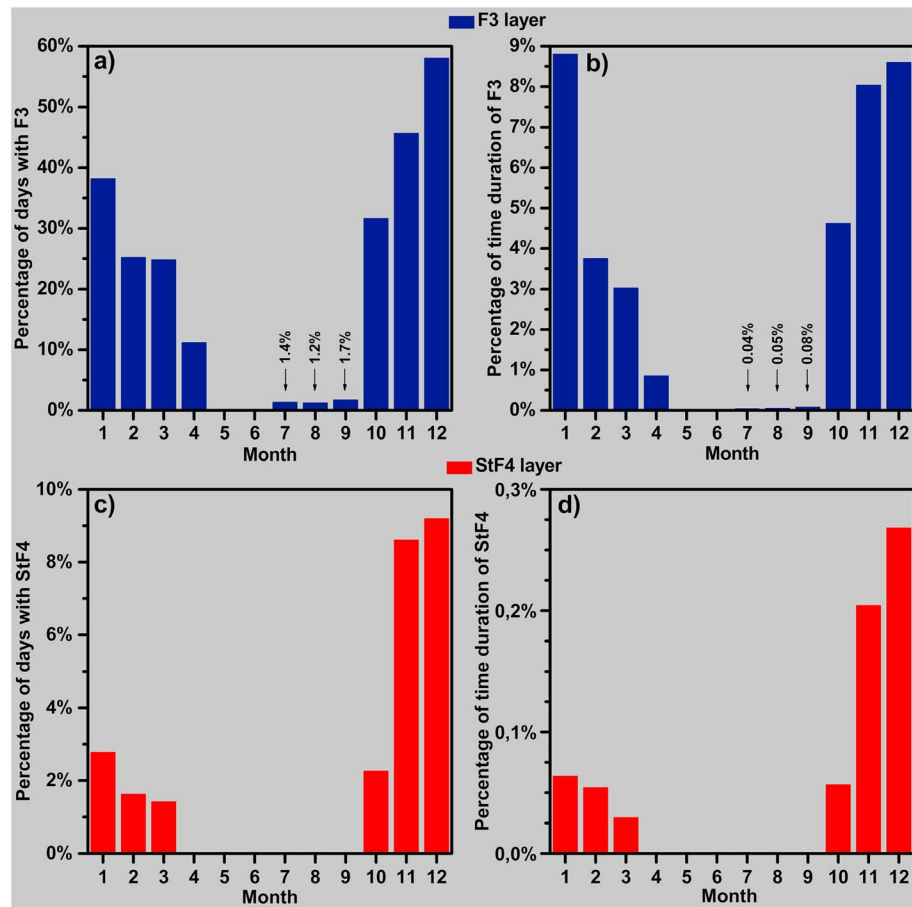 F3 layer
a)
Percentage of days with F3
60%
50%
40%
30%
20%
10%
0%
1.4%
1.2%
1.7%
1 2 3 4 5 6 7 8 9 10 11 12
Month
b)
Percentage of time duration of F3
9%
8%
7%
6%
5%
4%
3%
2%
1%
0%
0.04%
0.05%
0.08%
1 2 3 4 5 6 7 8 9 10 11 12
Month
StF4 layer
c)
Percentage of days with StF4
10%
8%
6%
4%
2%
0%
1 2 3 4 5 6 7 8 9 10 11 12
Month
d)
Percentage of time duration of StF4
0,3%
0,2%
0,1%
0,0%
1 2 3 4 5 6 7 8 9 10 11 12
Month